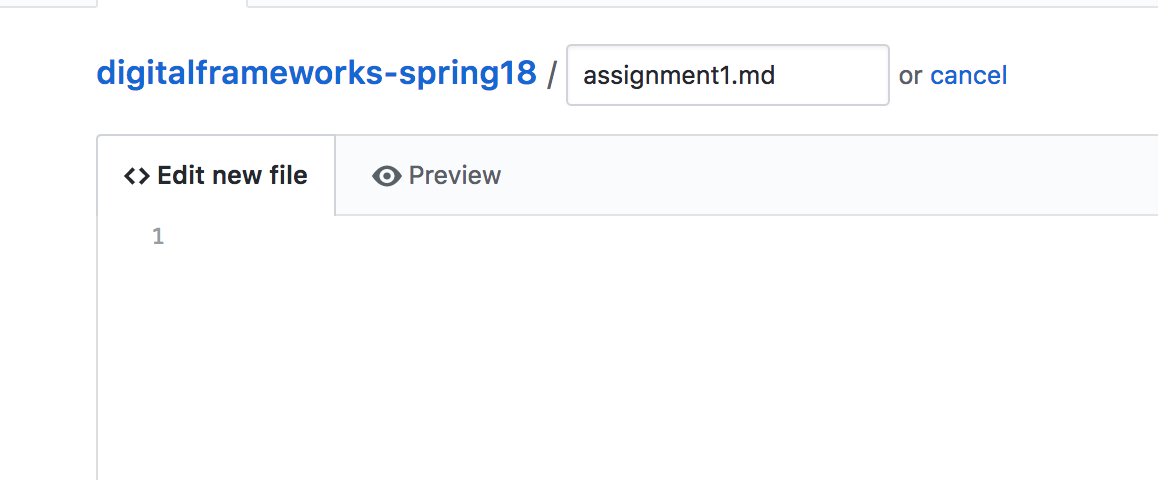 digitalframeworks-spring18 / assignment1.md or cancel
<> Edit new file Preview
1